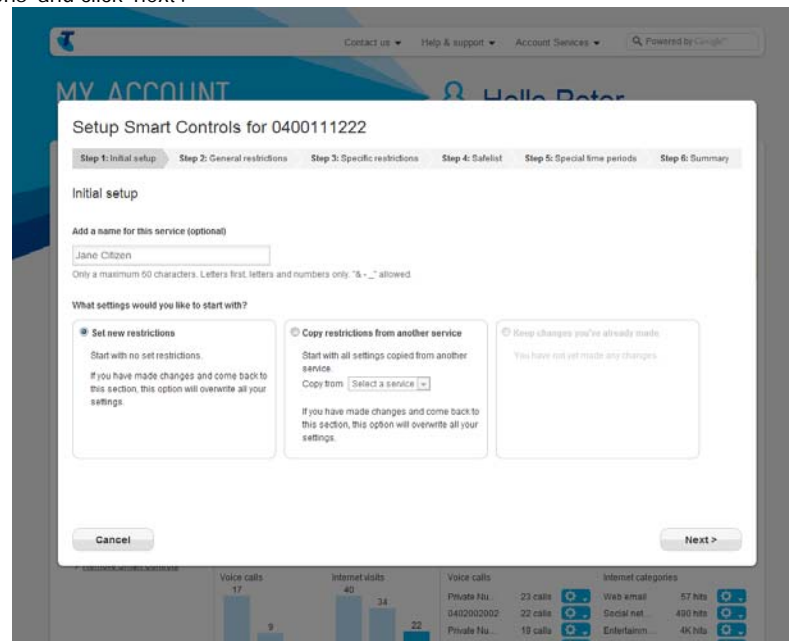 Contact us
Help & support
Account Services
Powered by Google
MY ACCOUNT
Hello Peter
Setup Smart Controls for 0400111222
Step 1: Initial setup
Step 2: General restrictions
Step 3: Specific restrictions
Step 4: Safelist
Step 5: Special time periods
Step 6: Summary
Initial setup
Add a name for this service (optional)
Jane Citizen
Only a maximum 60 characters. Letters first, letters and numbers only. "& - _" allowed
What settings would you like to start with?
Set new restrictions
Start with no set restrictions.
If you have made changes and come back to
this section, this option will overwrite all your
settings.
Copy restrictions from another service
Start with all settings copied from another
service.
Copy from Select a service
If you have made changes and come back to
this section, this option will overwrite all your
settings.
Keep changes you've already made
You have not yet made any changes.
Cancel
Next >
Voice calls
17
9
Internet visits
40
34
22
Voice calls
Private Nu... 23 calls
0402002002 22 calls
Private Nu... 19 calls
Internet categories
Web email 57 hits
Social net... 490 hits
Entertainm... 4K hits